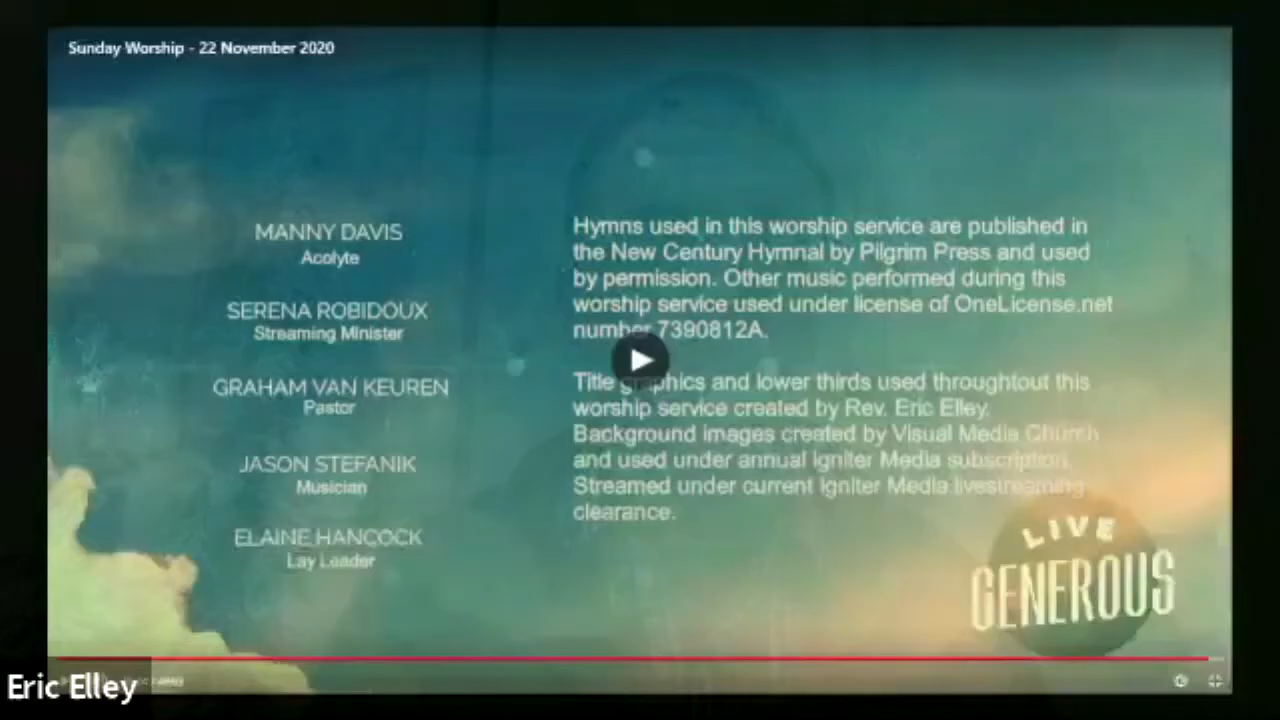 Sunday Worship - 22 November 2020
MANNY DAVIS
Acolyte
SERENA ROBIDOUX
Streaming Minister
GRAHAM VAN KEUREN
Pastor
JASON STEFANIK
Musician
ELAINE HANCOCK
Lay Leader
Hymns used in this worship service are published in
the New Century Hymnal by Pilgrim Press and used
by permission. Other music performed during this
worship service used under license of OneLicense.net
number 7390812A.
Title graphics and lower thirds used throughtout this
worship service created by Rev. Eric Elley.
Background images created by Visual Media Church
and used under annual Igniter Media subscription.
Streamed under current Igniter Media livestreaming
clearance.
LIVE
GENEROUS
Eric Elley